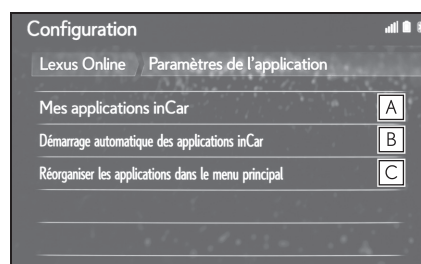 Configuration
Lexus Online Paramètres de l'application
Mes applications inCar A
Démarrage automatique des applications inCar B
Réorganiser les applications dans le menu principal C